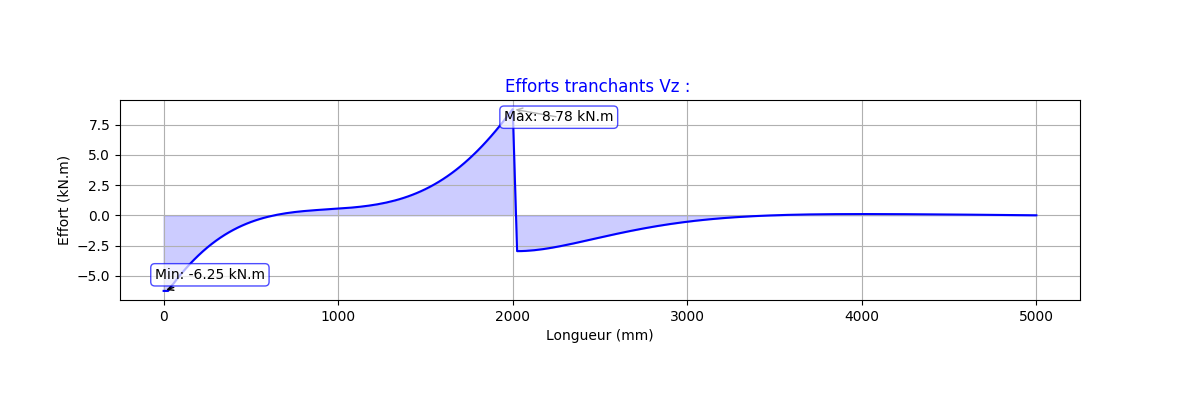 Efforts tranchants Vz :
Max: 8.78 kN.m
7.5
5.0
2.5
0.0
−2.5
−5.0
Effort (kN.m)
Min: -6.25 kN.m
0 1000 2000 3000 4000 5000
Longueur (mm)